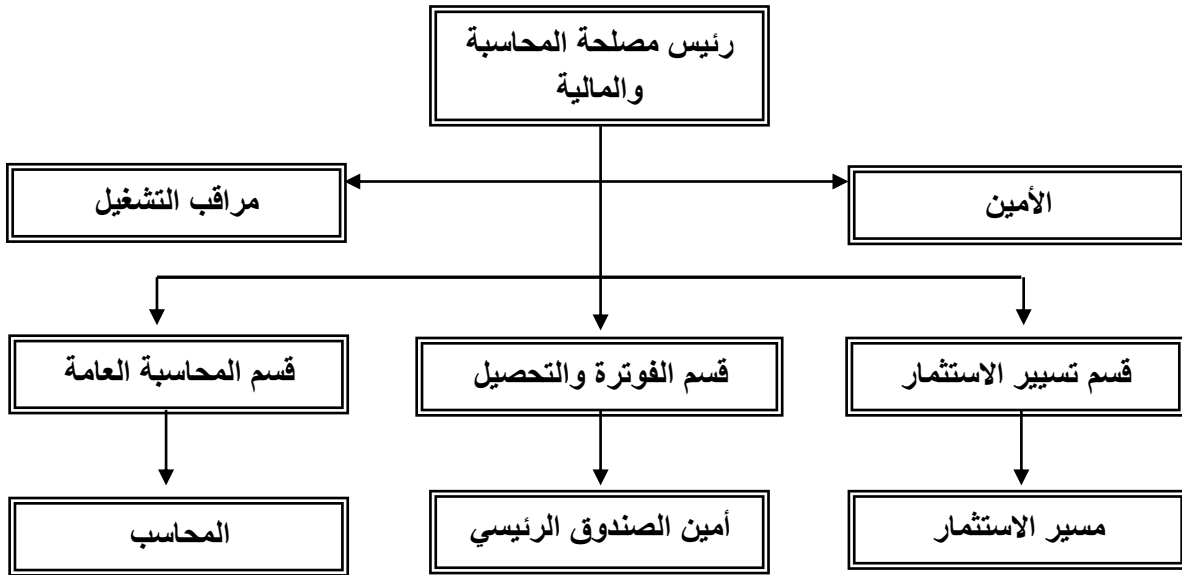 رئيس مصلحة المحاسبة
والمالية
الأمين
مراقب التشغيل
قسم تسيير الاستثمار
قسم الفوترة والتحصيل
قسم المحاسبة العامة
مسير الاستثمار
أمين الصندوق الرئيسي
المحاسب